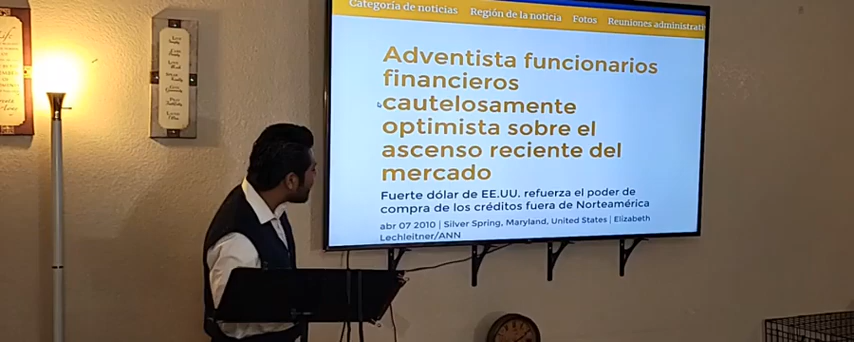 Categoría de noticias Región de la noticia Fotos Reuniones administrati
Adventista funcionarios
financieros
cautelosamente
optimista sobre el
ascenso reciente del
mercado
Fuerte dólar de EE.UU. refuerza el poder de
compra de los créditos fuera de Norteamérica
abr 07 2010 | Silver Spring, Maryland, United States | Elizabeth
Lechleitner/ANN